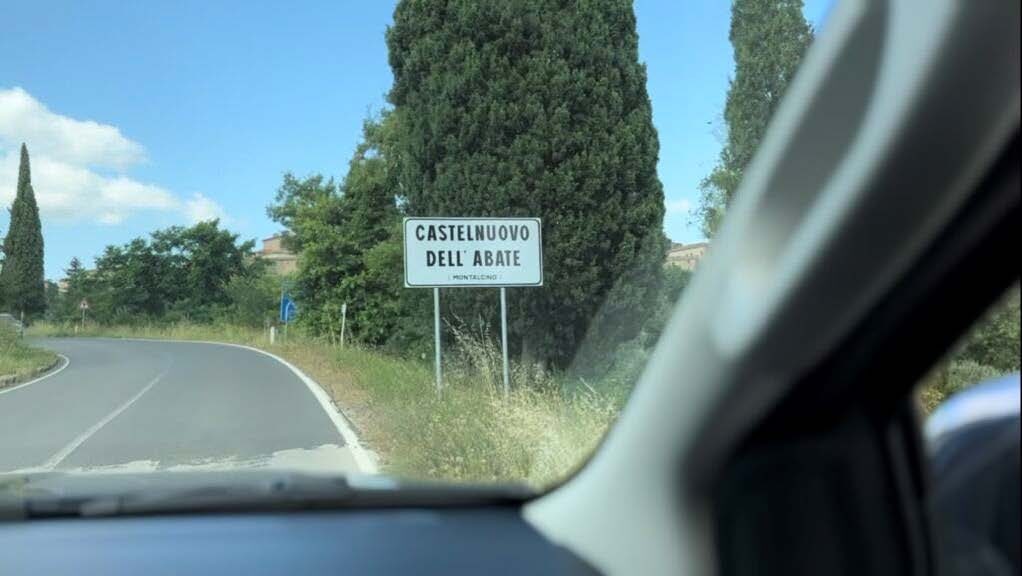 CASTELNUOVO
DELL' ABATE
( MONTALCINO )